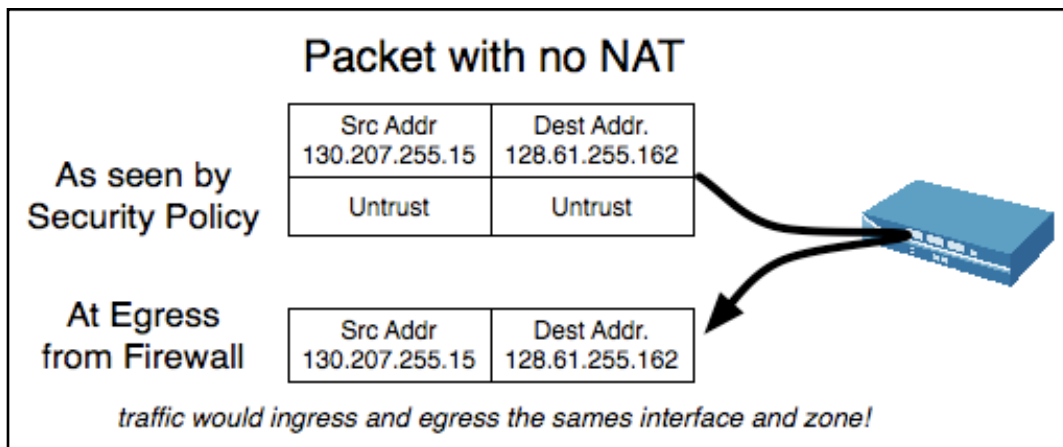 Packet with no NAT
As seen by
Security Policy
Src Addr
130.207.255.15
Dest Addr.
128.61.255.162
Untrust
Untrust
At Egress
from Firewall
Src Addr
130.207.255.15
Dest Addr.
128.61.255.162
traffic would ingress and egress the sames interface and zone!